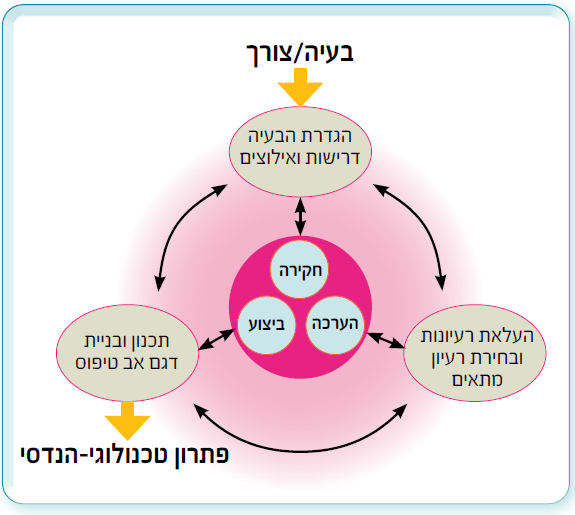 בעיה/צורך
הגדרת הבעיה
דרישות ואילוצים
חקירה
הערכה
ביצוע
העלאת רעיונות
ובחירת רעיון
מתאים
תכנון ובניית
דגם אב טיפוס
פתרון טכנולוגי-הנדסי